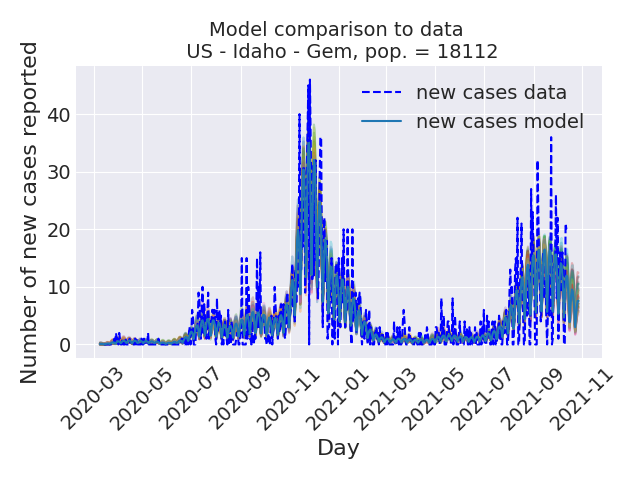 Model comparison to data
US - Idaho - Gem, pop. = 18112
Number of new cases reported
40
30
20
10
0
new cases data
new cases model
2020-03
2020-05
2020-07
2020-09
2020-11
2021-01
2021-03
2021-05
2021-07
2021-09
2021-11
Day